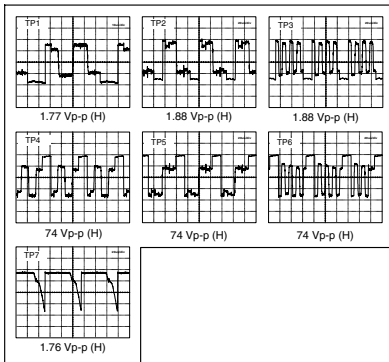 TP1 TP2 TP3
1.77 Vp-p (H) 1.88 Vp-p (H) 1.88 Vp-p (H)
TP4 TP5 TP6
74 Vp-p (H) 74 Vp-p (H) 74 Vp-p (H)
TP7
1.76 Vp-p (H)